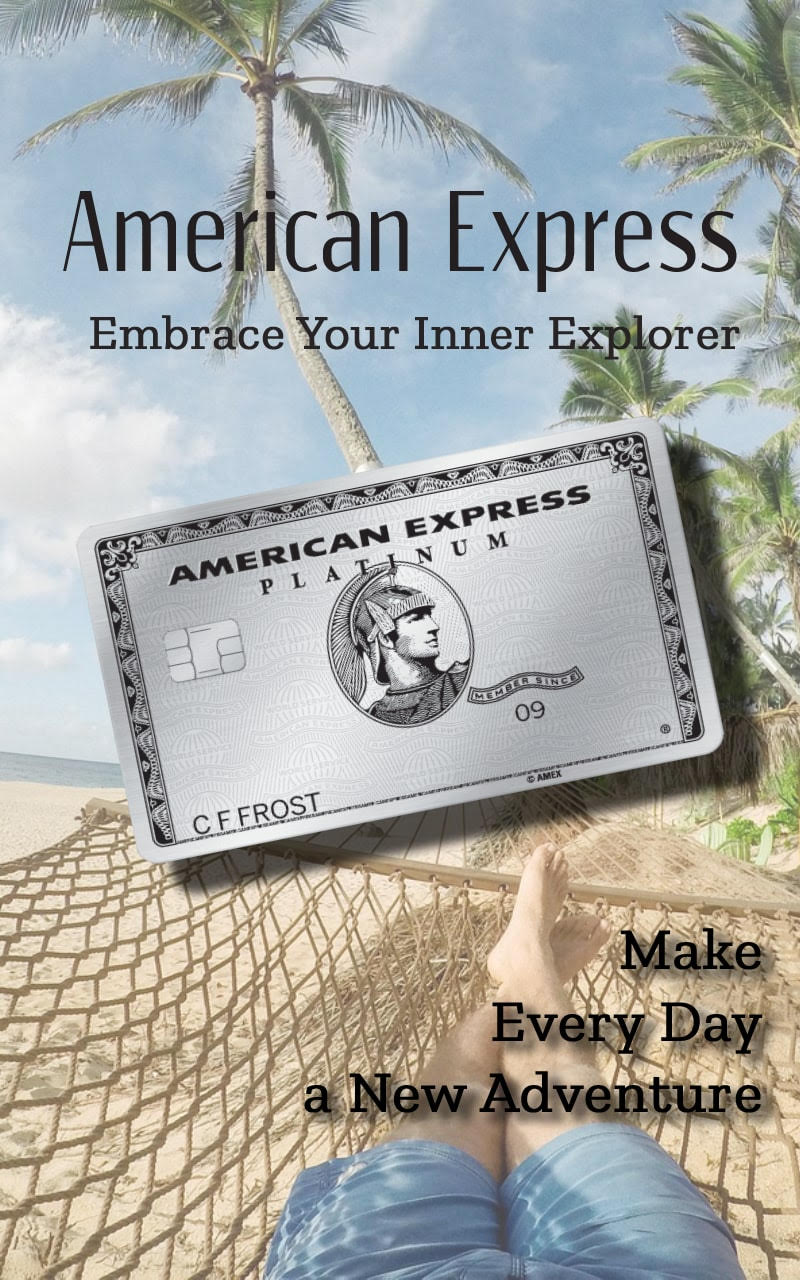 American Express
Embrace Your Inner Explorer
AMERICAN EXPRESS
PLATINUM
MEMBER SINCE
09
®
© AMEX
C F FROST
Make
Every Day
a New Adventure